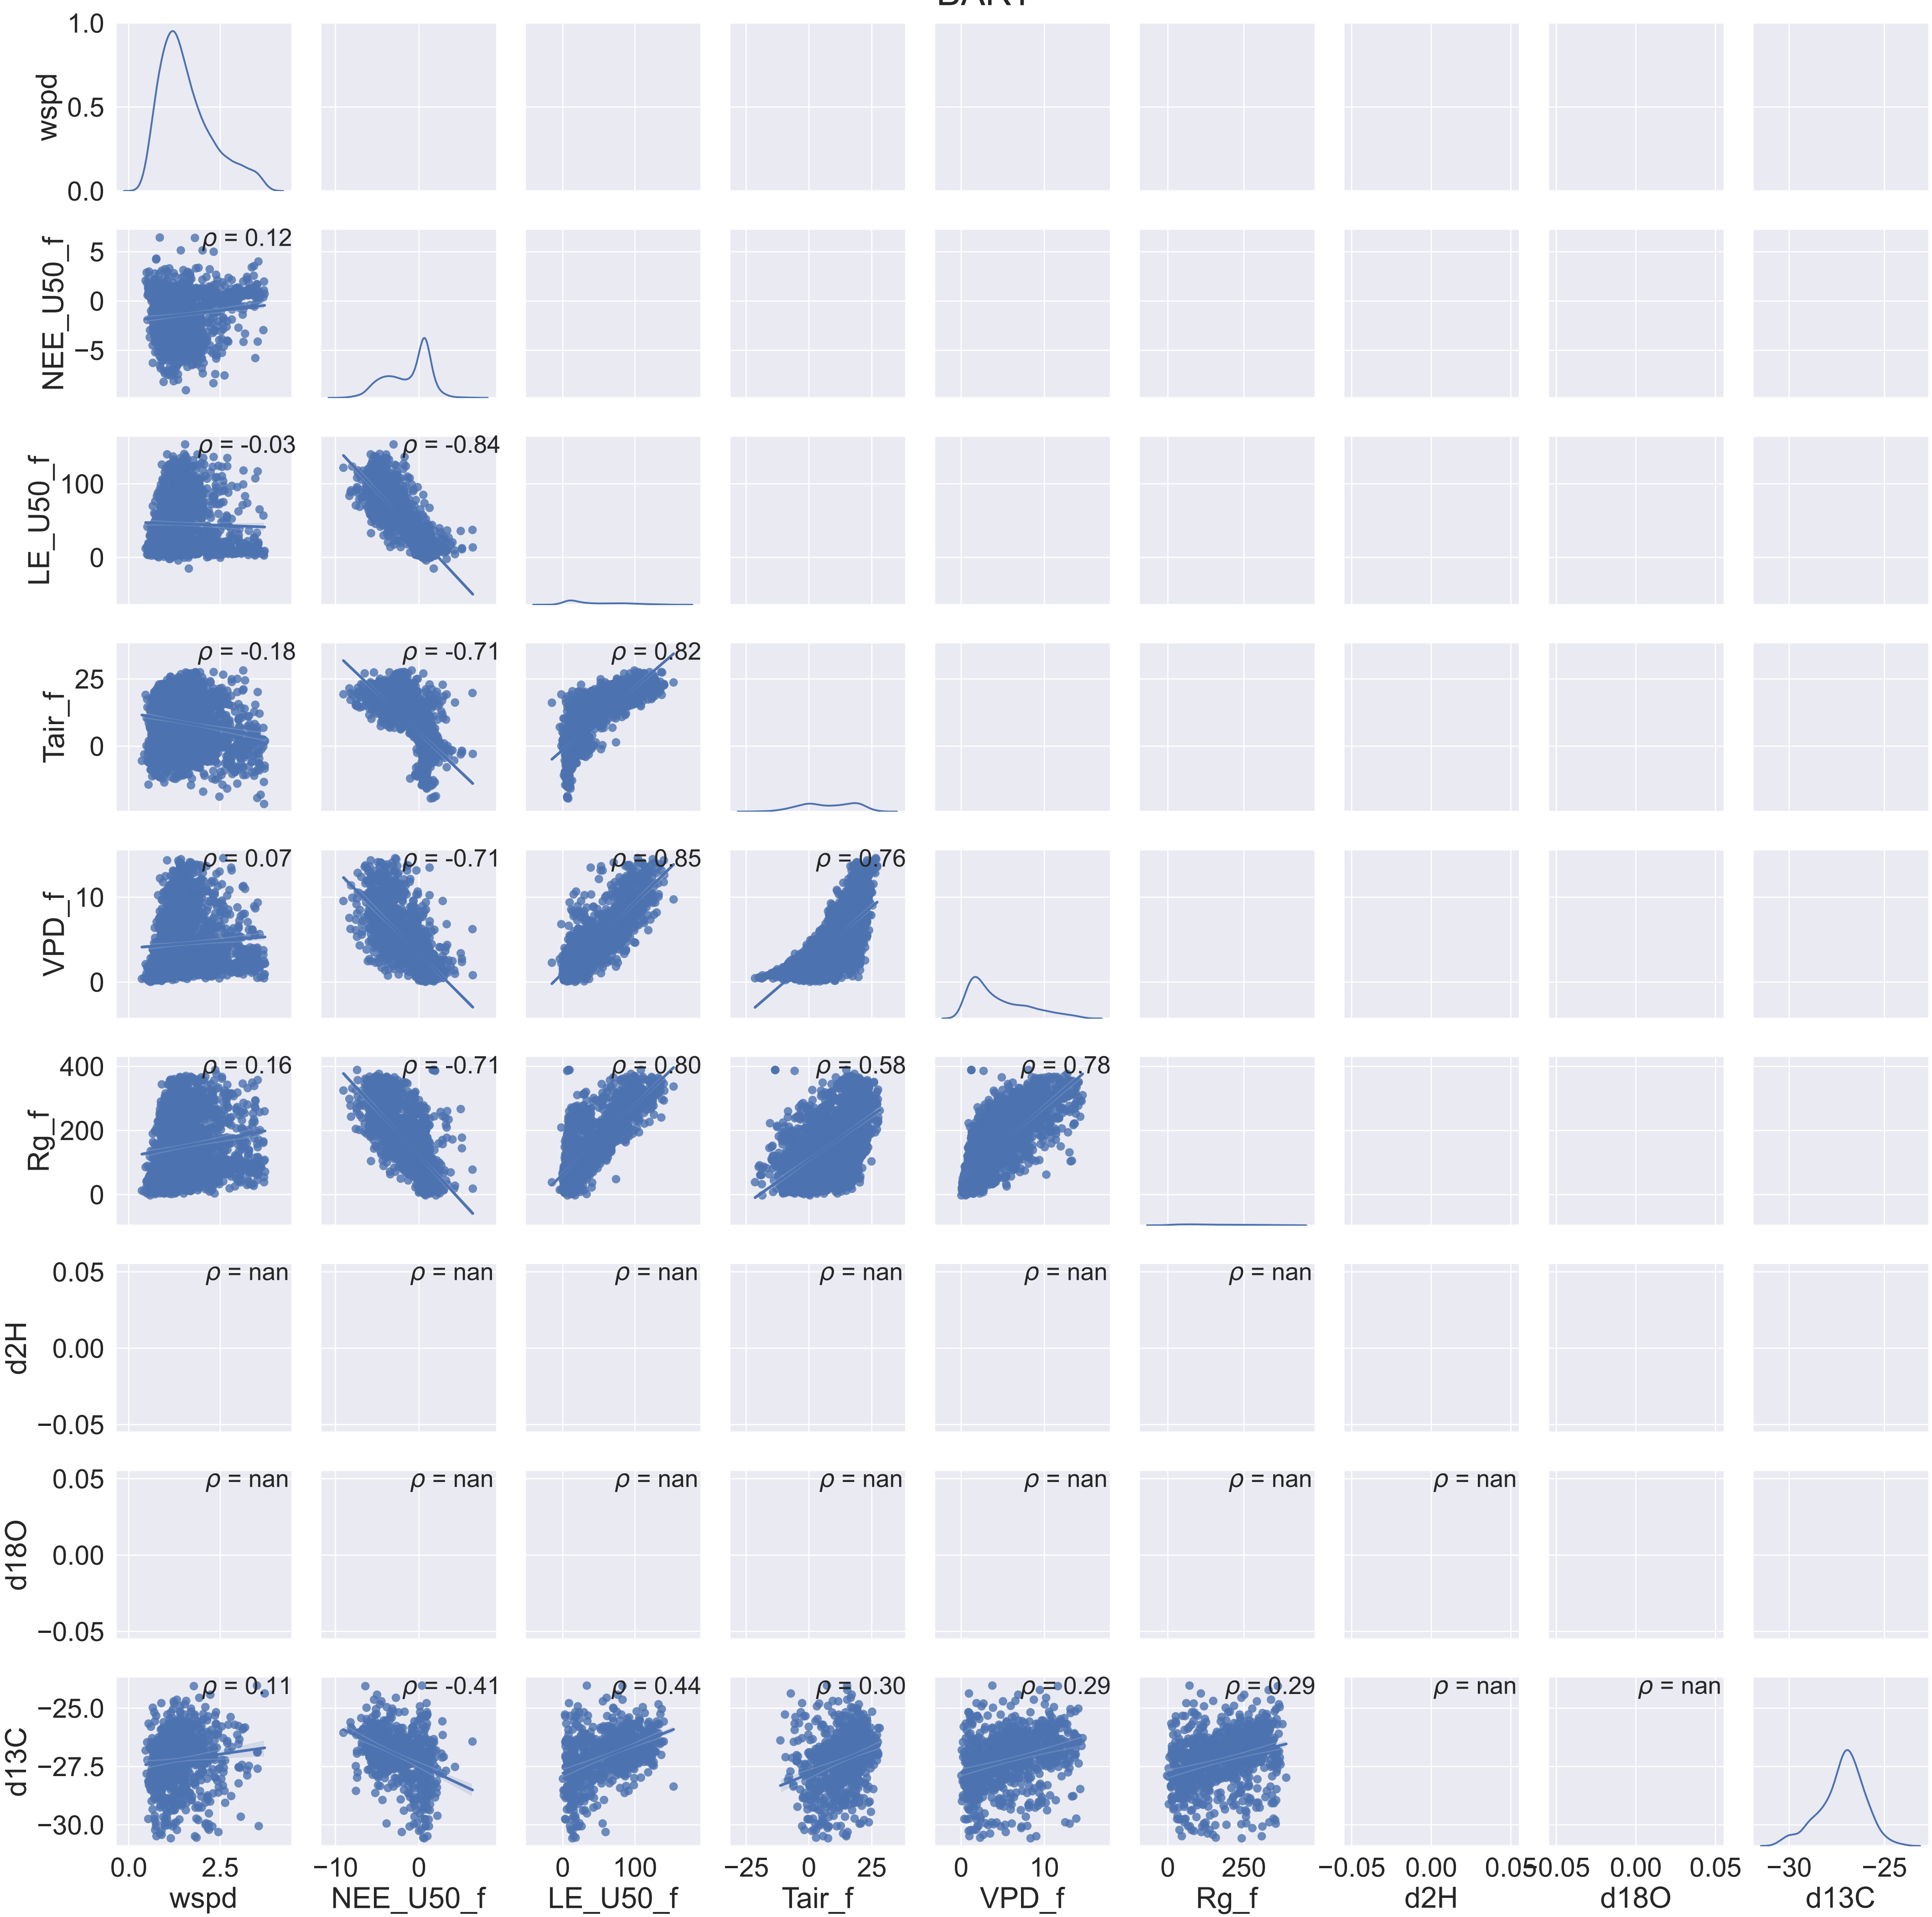 1.0
0.5
0.0
wspd
ρ = 0.12
5
0
−5
NEE_U50_f
ρ = -0.03
ρ = -0.84
100
0
LE_U50_f
ρ = -0.18
ρ = -0.71
ρ = 0.82
25
0
Tair_f
ρ = 0.07
ρ = -0.71
ρ = 0.85
ρ = 0.76
10
0
VPD_f
ρ = 0.16
ρ = -0.71
ρ = 0.80
ρ = 0.58
ρ = 0.78
400
200
0
Rg_f
ρ = nan
ρ = nan
ρ = nan
ρ = nan
ρ = nan
ρ = nan
0.05
0.00
−0.05
d2H
ρ = nan
ρ = nan
ρ = nan
ρ = nan
ρ = nan
ρ = nan
ρ = nan
0.05
0.00
−0.05
d18O
ρ = 0.11
ρ = -0.41
ρ = 0.44
ρ = 0.30
ρ = 0.29
ρ = 0.29
ρ = nan
ρ = nan
−25.0
−27.5
−30.0
d13C
0.0 2.5
−10 0
0 100
−25 0 25
0 10
0 250
−0.05 0.00 0.05
−0.05 0.00 0.05
−30 −25
wspd
NEE_U50_f
LE_U50_f
Tair_f
VPD_f
Rg_f
d2H
d18O
d13C